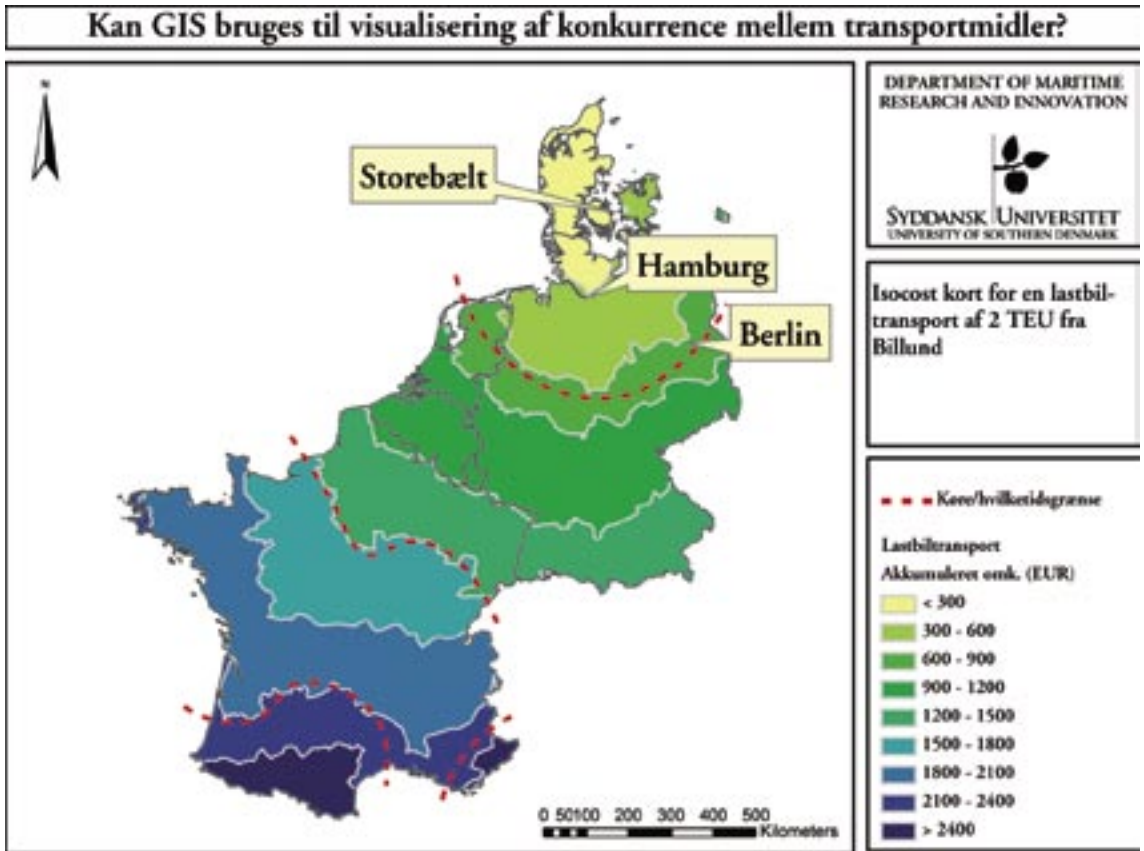 Kan GIS bruges til visualisering af konkurrence mellem transportmidler?
N
Storebælt
Hamburg
Berlin
0 50100 200 300 400 500
Kilometers
DEPARTMENT OF MARITIME
RESEARCH AND INNOVATION
SYDDANSK UNIVERSITET
UNIVERSITY OF SOUTHERN DENMARK
Isocost kort for en lastbil-
transport af 2 TEU fra
Billund
Køre/hvilketidsgrænse
Lastbiltransport
Akkumuleret omk. (EUR)
< 300
300 - 600
600 - 900
900 - 1200
1200 - 1500
1500 - 1800
1800 - 2100
2100 - 2400
> 2400